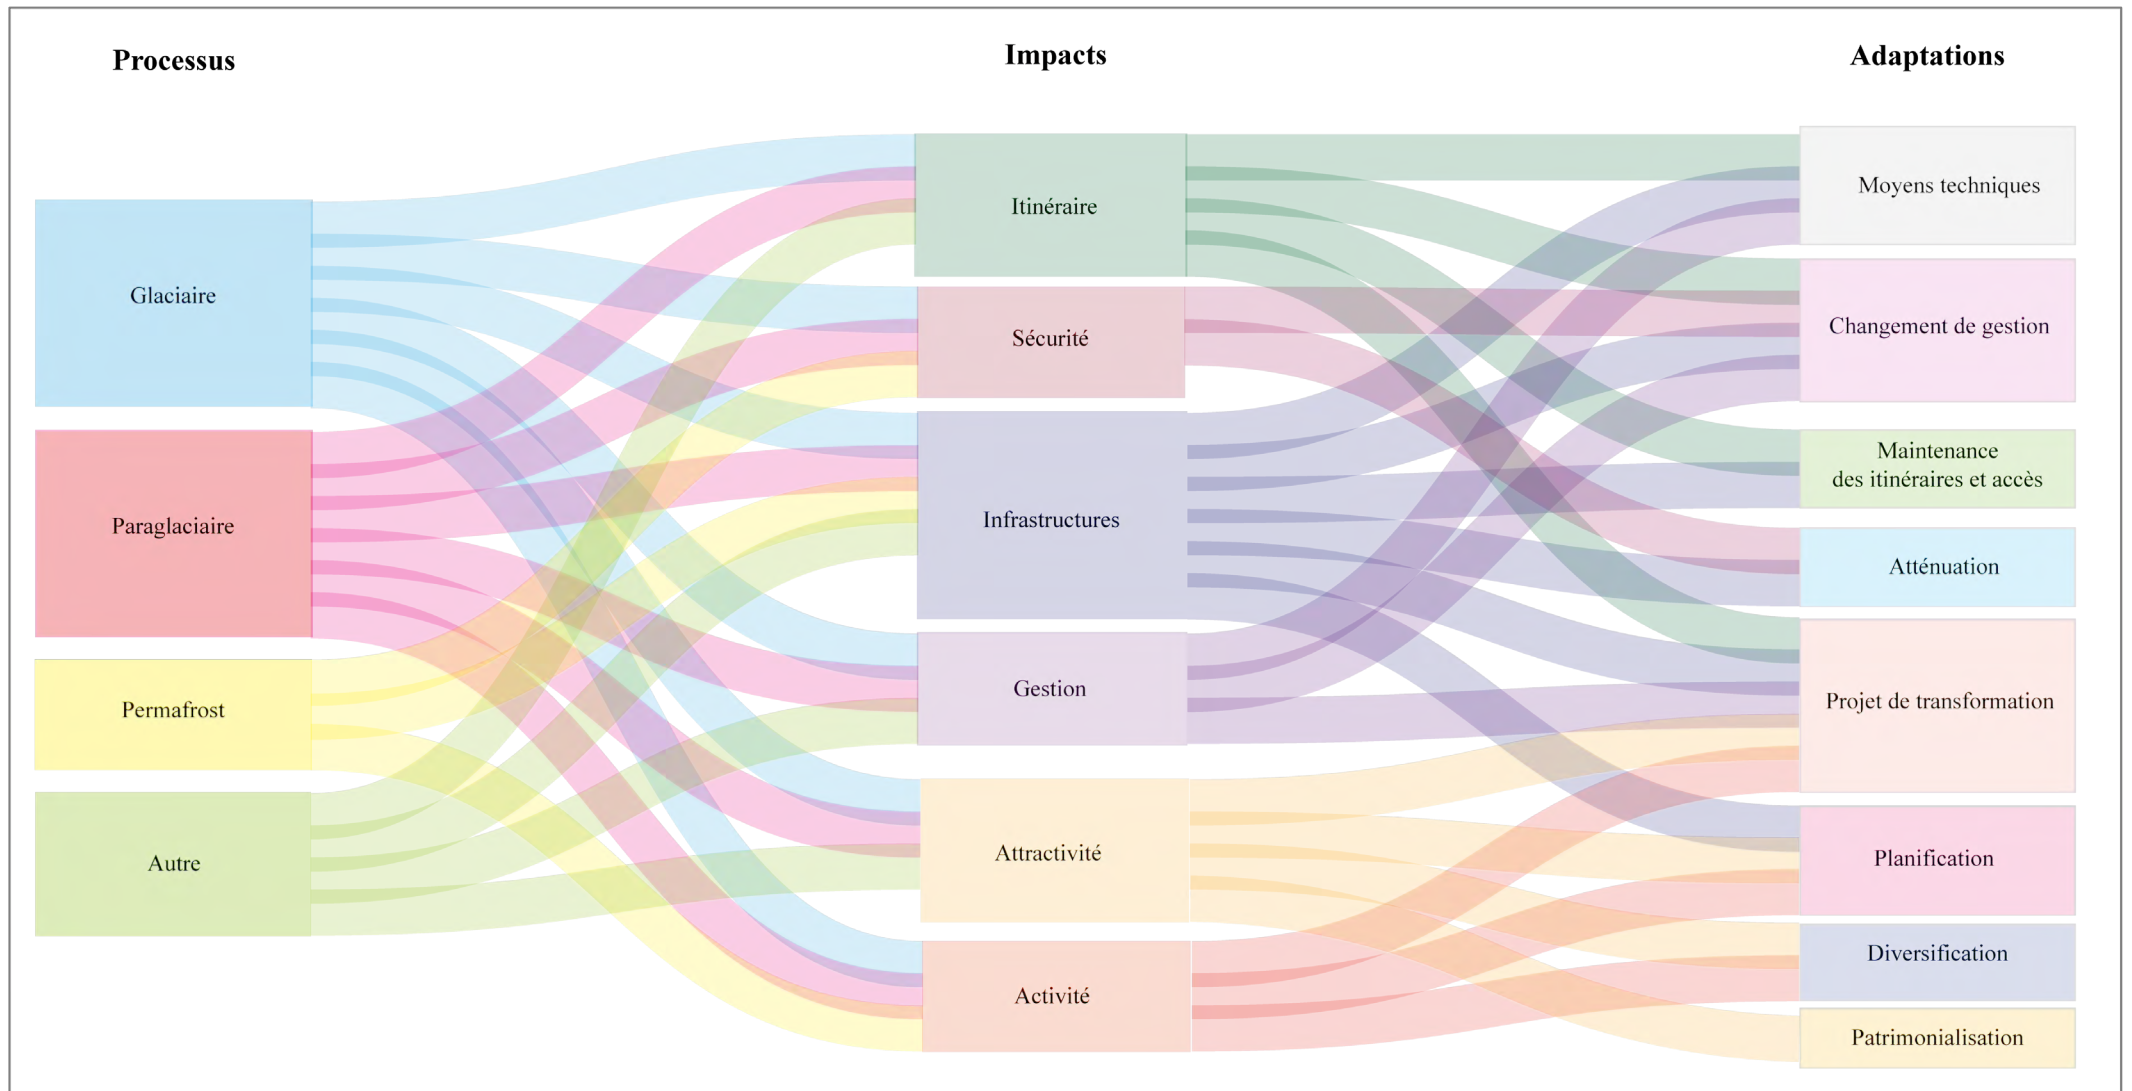 Processus
Impacts
Adaptations
Glaciaire
Paraglaciaire
Permafrost
Autre
Itinéraire
Sécurité
Infrastructures
Gestion
Attractivité
Activité
Moyens techniques
Changement de gestion
Maintenance
des itinéraires et accès
Atténuation
Projet de transformation
Planification
Diversification
Patrimonialisation